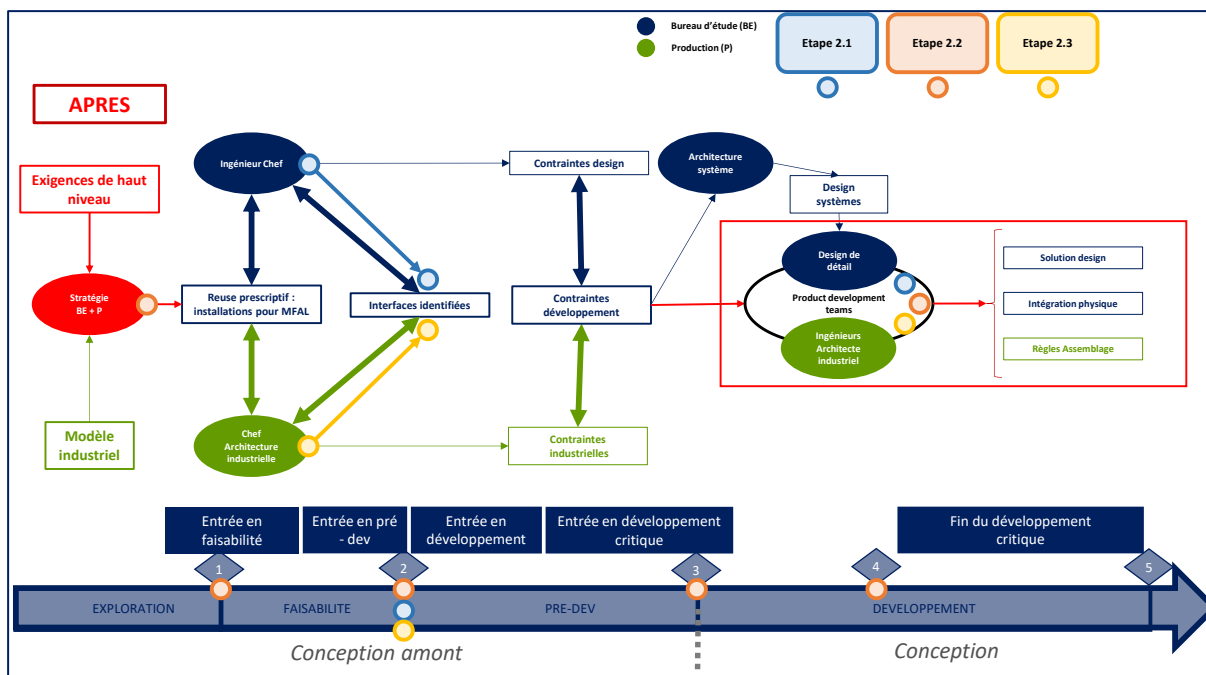 Bureau d'étude (BE)
Production (P)
Etape 2.1
Etape 2.2
Etape 2.3
APRES
Ingénieur Chef
Contraintes design
Architecture
système
Exigences de haut
niveau
Design
systèmes
Stratégie
BE + P
Reuse prescriptif :
installations pour MFAL
Interfaces identifiées
Contraintes
développement
Design de
détail
Product development
teams
Ingénieurs
Architecte
industriel
Solution design
Intégration physique
Règles Assemblage
Modèle
industriel
Chef
Architecture
industrielle
Contraintes
industrielles
Entrée en
faisabilité
Entrée en pré
- dev
Entrée en
développement
Entrée en développement
critique
Fin du développement
critique
1
2
3
4
5
EXPLORATION
FAISABILITE
PRE-DEV
DEVELOPPEMENT
Conception amont
Conception